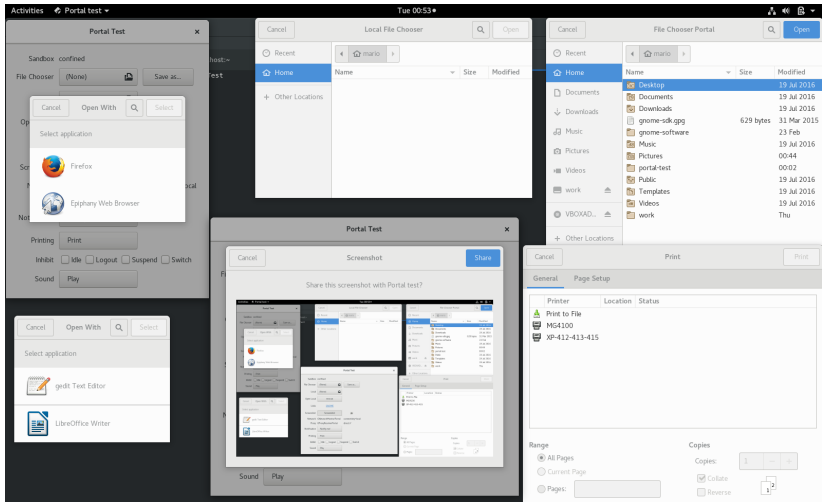 Activities Portal test Tue 00:53
Portal Test ×
Sandbox confined
File Chooser (None) Save as...
Cancel Open With Select
Select application
Firefox
Epiphany Web Browser
Printing Print
Inhibit Idle Logout Suspend Switch
Sound Play
Cancel Open With Select
Select application
gedit Text Editor
LibreOffice Writer
Cancel Local File Chooser Open
Recent
Home
+ Other Locations
mario
Name Size Modified
Cancel File Chooser Portal Open
Recent
Home
Documents
Downloads
Music
Pictures
Videos
work
VBOXAD...
+ Other Locations
mario
Name Size Modified
Desktop 19 Jul 2016
Documents 19 Jul 2016
Downloads 19 Jul 2016
gnome-sdk.gpg 629 bytes 31 Mar 2015
gnome-software 23 Feb
Music 19 Jul 2016
Pictures 00:44
portal-test 00:02
Public 19 Jul 2016
Templates 19 Jul 2016
Videos 19 Jul 2016
work Thu
Portal Test ×
Cancel Screenshot Share
Share this screenshot with Portal test?
Sound Play
Cancel Print Print
General Page Setup
Printer Location Status
Print to File
MG4100
XP-412-413-415
Range
All Pages
Current Page
Pages:
Copies
Copies: 1 - +
Collate
Reverse
1 2